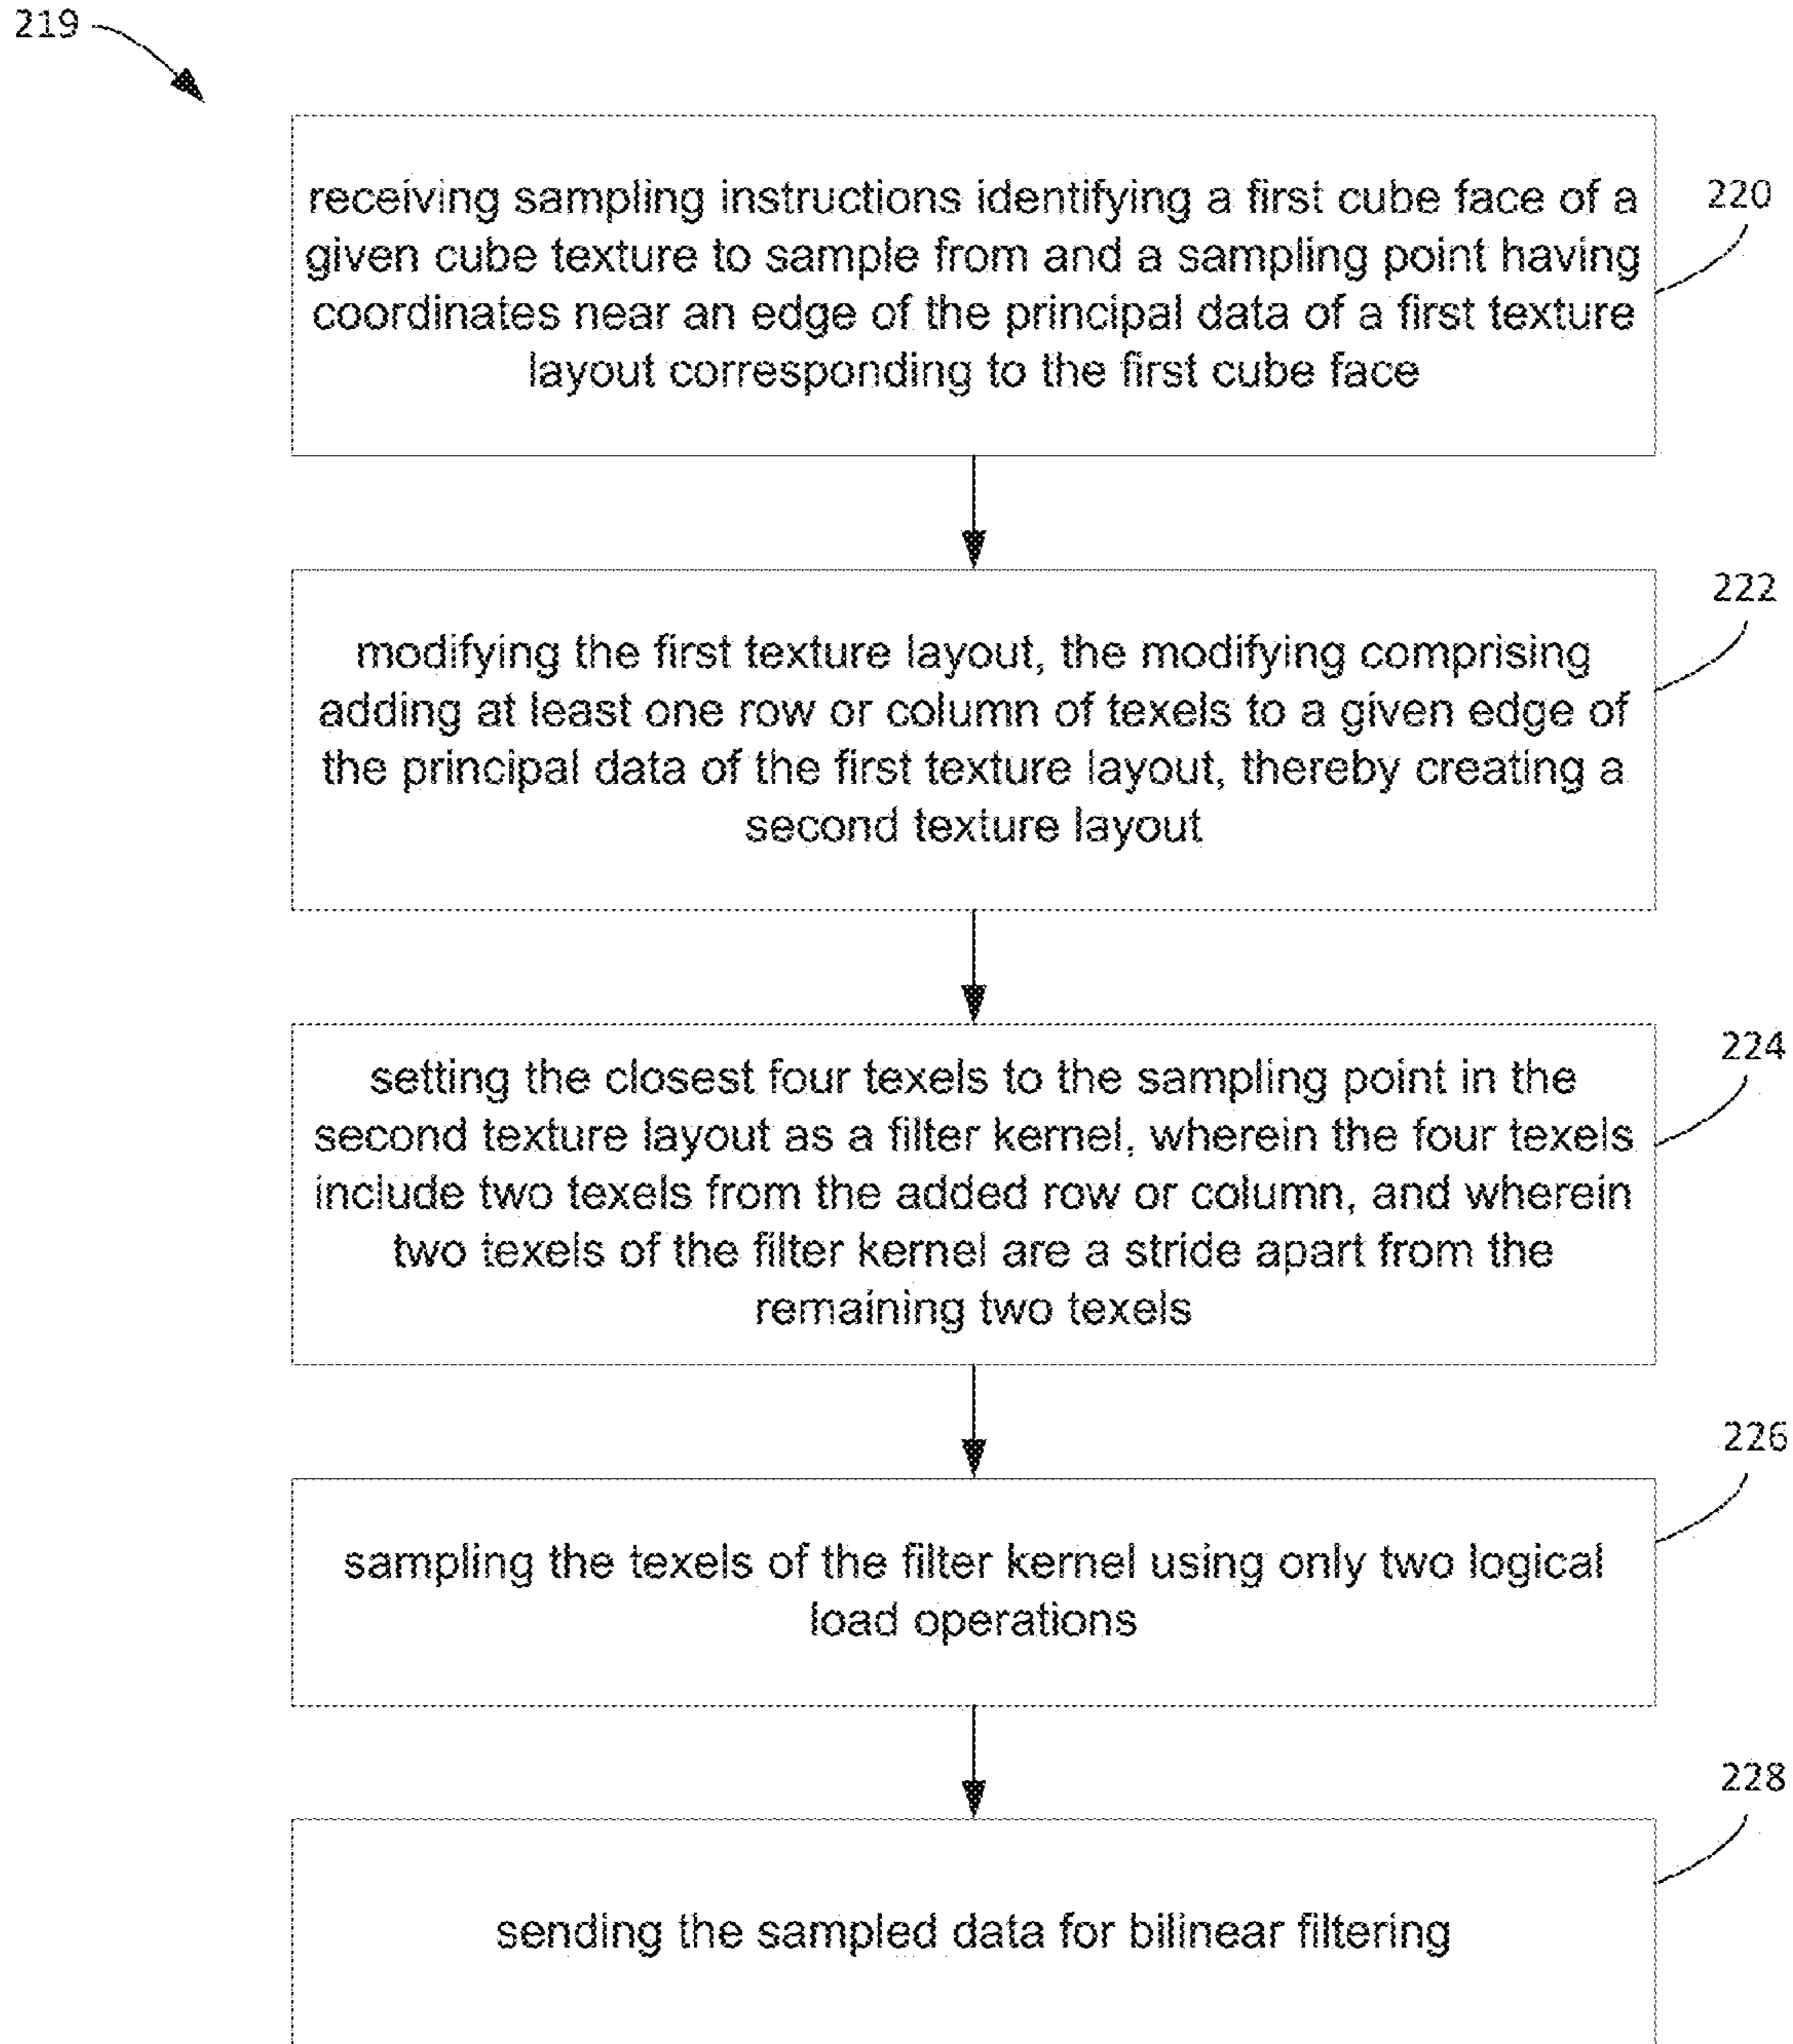 219
receiving sampling instructions identifying a first cube face of a
given cube texture to sample from and a sampling point having
coordinates near an edge of the principal data of a first texture
layout corresponding to the first cube face
220
modifying the first texture layout, the modifying comprising
adding at least one row or column of texels to a given edge of
the principal data of the first texture layout, thereby creating a
second texture layout
222
setting the closest four texels to the sampling point in the
second texture layout as a filter kernel, wherein the four texels
include two texels from the added row or column, and wherein
two texels of the filter kernel are a stride apart from the
remaining two texels
224
sampling the texels of the filter kernel using only two logical
load operations
226
sending the sampled data for bilinear filtering
228